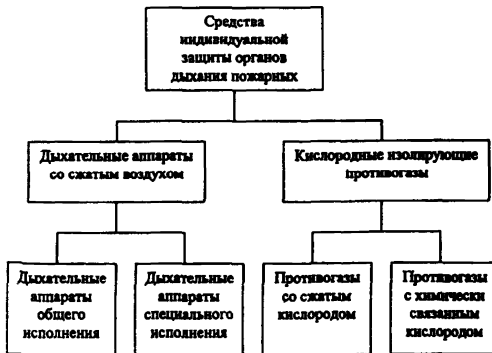 Средства
индивидуальной
защиты органов
дыхания пожарных
Дыхательные аппараты
со сжатым воздухом
Кислородные изолирующие
противогазы
Дыхательные
аппараты
общего
исполнения
Дыхательные
аппараты
специального
исполнения
Противогазы
со сжатым
кислородом
Противогазы
с химически
связанным
кислородом